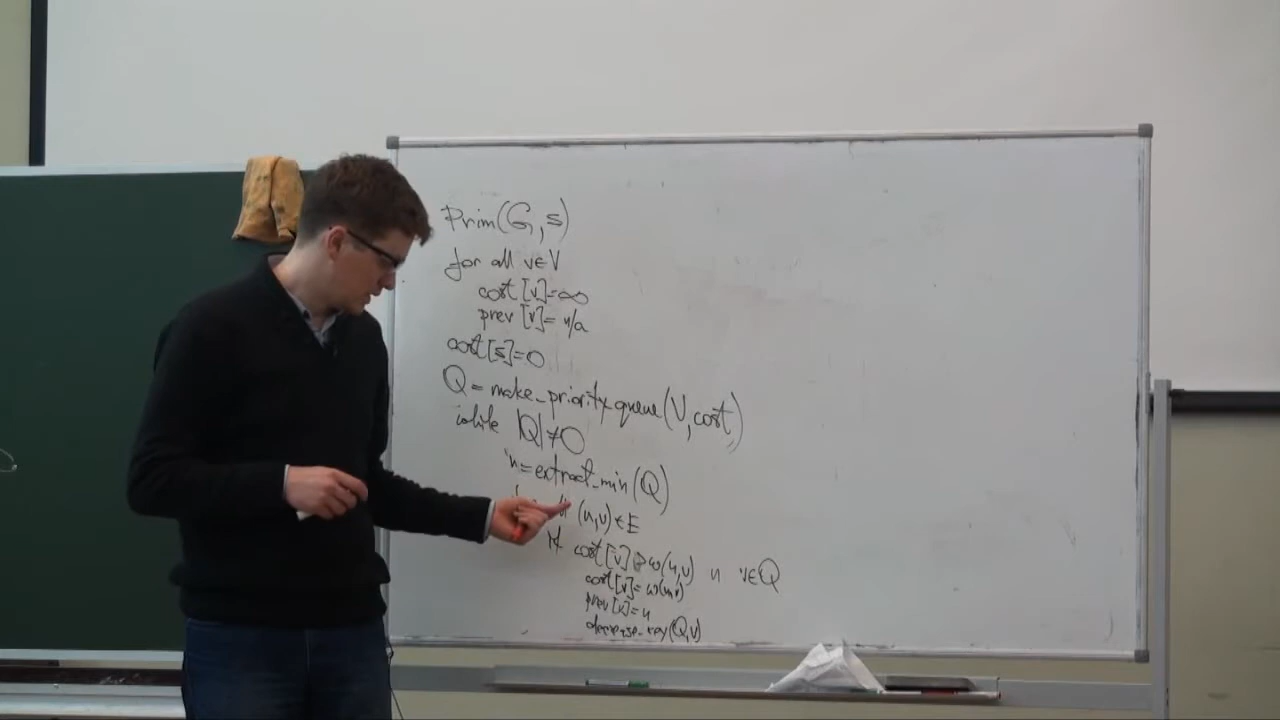 Prim(G, s)
for all v∈V
cost[v]=∞
prev[v]= n/a
cost[s]=0
Q = make_priority_queue(V, cost)
while |Q|≠0
u=extract_min(Q)
(u,v)∈E
if cost[v]>w(u,v) и v∈Q
cost[v]=w(u,v)
prev[v]=u
decrease_key(Q,v)